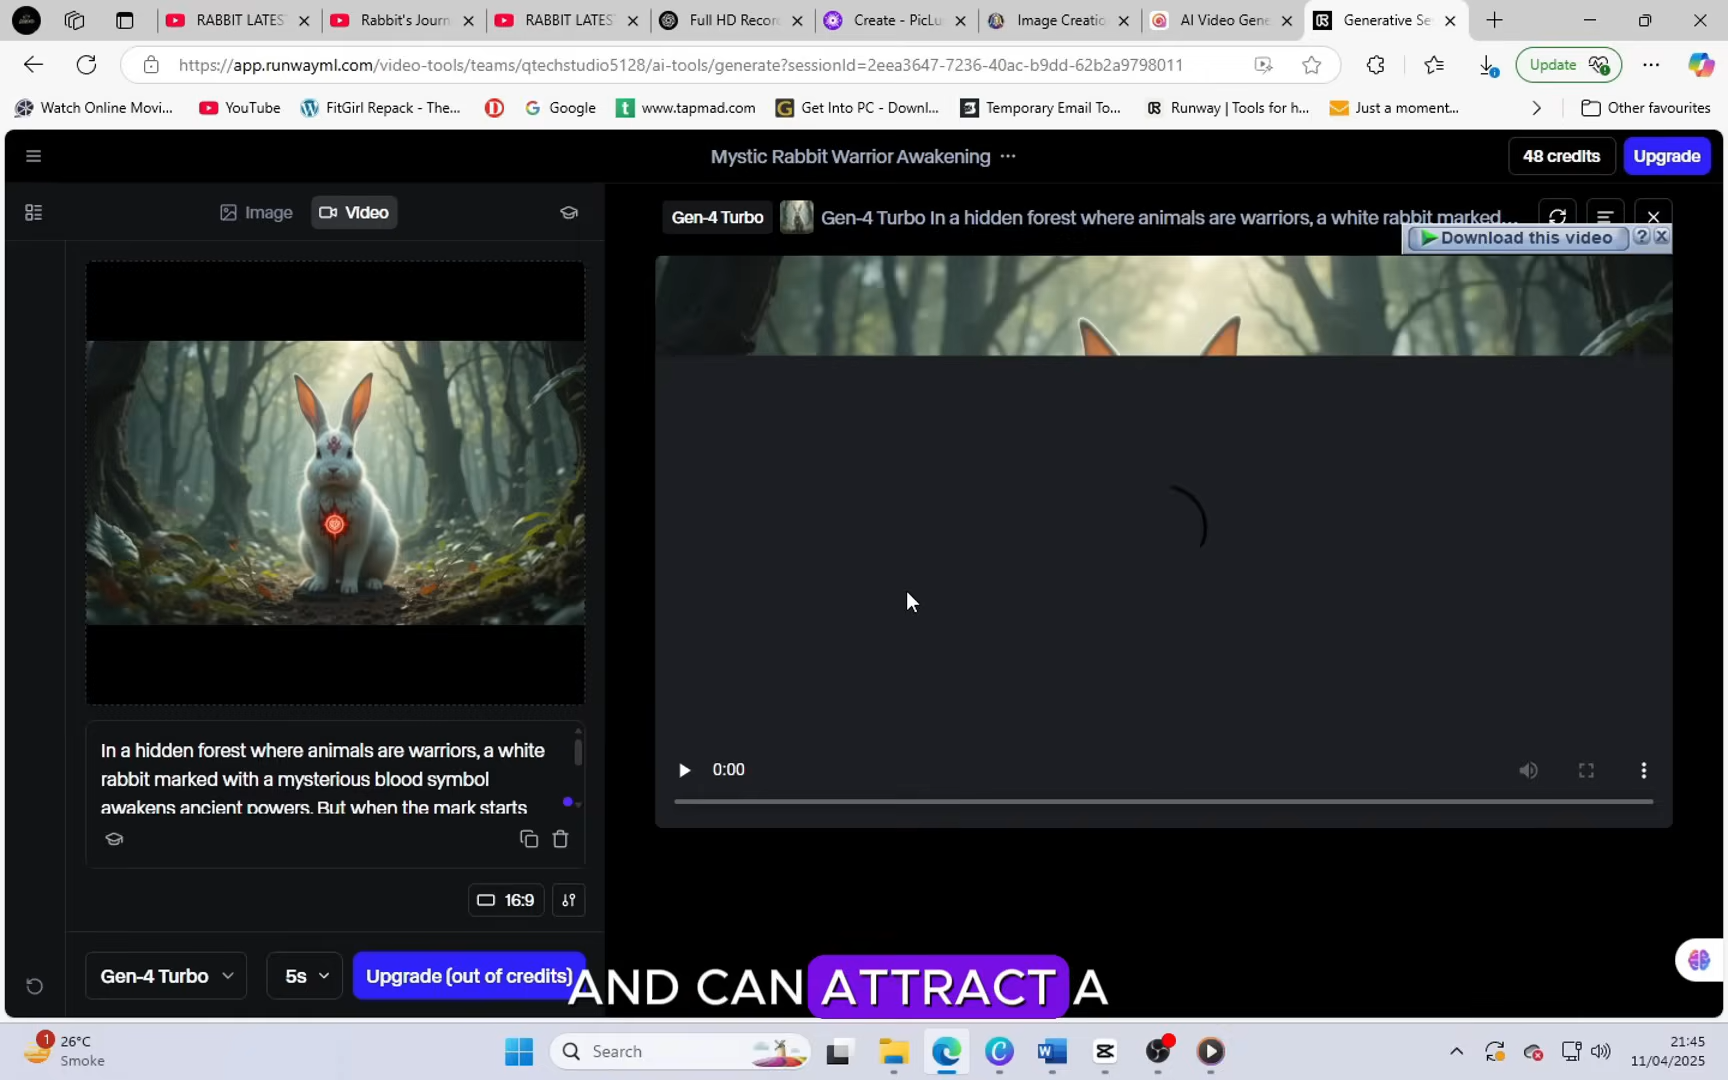 RABBIT LATES
Rabbit's Journ
RABBIT LATES
Full HD Recor
Create - PicLu
Image Creatio
AI Video Gene
Generative Se
https://app.runwayml.com/video-tools/teams/qtechstudio5128/ai-tools/generate?sessionId=2eea3647-7236-40ac-b9dd-62b2a9798011
Update
Watch Online Movi...
YouTube
FitGirl Repack - The...
Google
www.tapmad.com
Get Into PC - Downl...
Temporary Email To...
Runway | Tools for h...
Just a moment...
Other favourites
Mystic Rabbit Warrior Awakening
48 credits
Upgrade
Image
Video
Gen-4 Turbo
Gen-4 Turbo In a hidden forest where animals are warriors, a white rabbit marked...
Download this video
In a hidden forest where animals are warriors, a white
rabbit marked with a mysterious blood symbol
awakens ancient powers. But when the mark starts
0:00
16:9
Gen-4 Turbo
5s
Upgrade (out of credits)
AND CAN ATTRACT A
1
26°C
Smoke
Search
21:45
11/04/2025